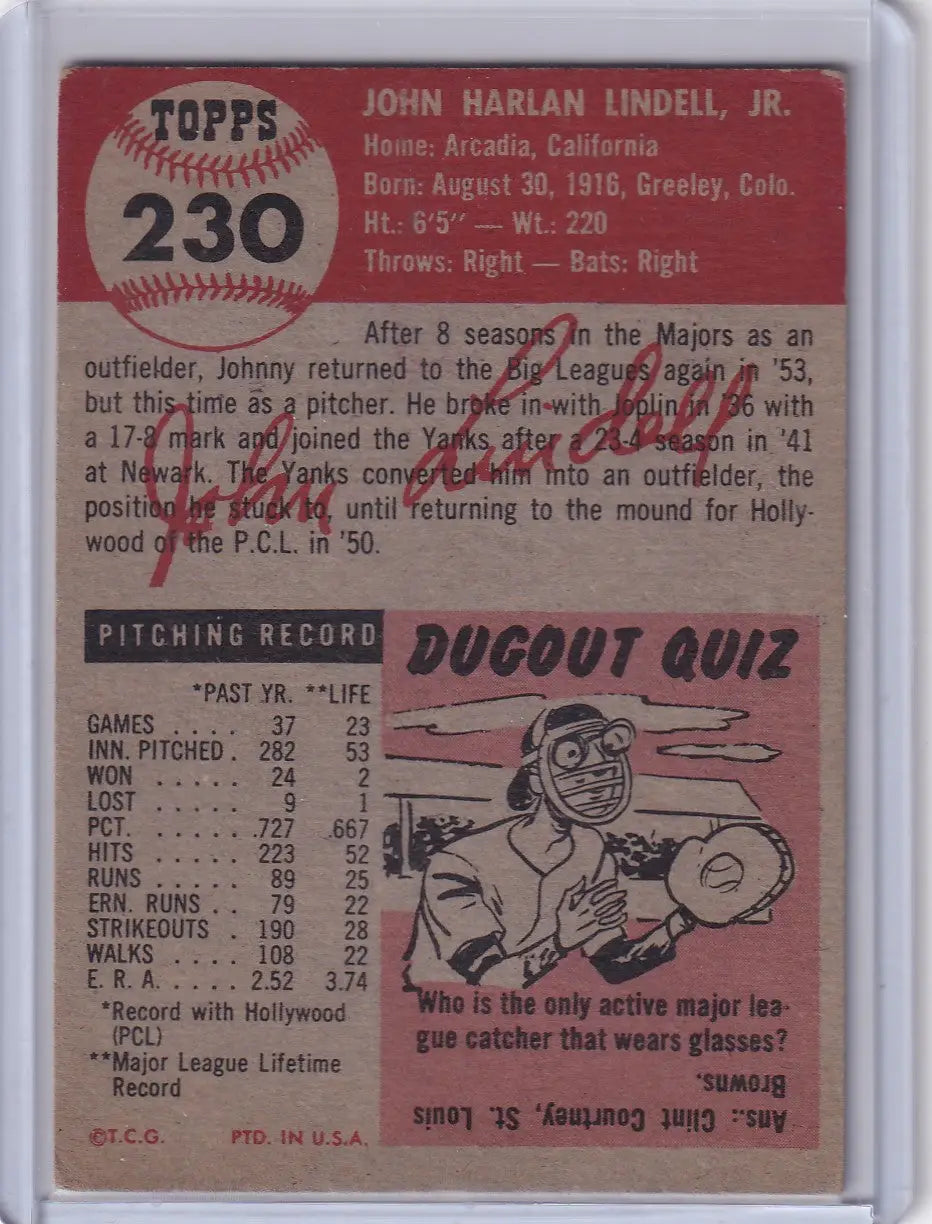 TOPPS
230
JOHN HARLAN LINDELL, JR.
Home: Arcadia, California
Born: August 30, 1916, Greeley, Colo.
Ht.: 6'5" — Wt.: 220
Throws: Right — Bats: Right
After 8 seasons in the Majors as an
outfielder, Johnny returned to the Big Leagues again in '53,
but this time as a pitcher. He broke in with Joplin in '36 with
a 17-8 mark and joined the Yanks after a 23-4 season in '41
at Newark. The Yanks converted him into an outfielder, the
position he stuck to, until returning to the mound for Holly-
wood of the P.C.L. in '50.
John Lindell
PITCHING RECORD
*PAST YR. **LIFE
GAMES . . . . 37 23
INN. PITCHED . 282 53
WON . . . . . 24 2
LOST . . . . . 9 1
PCT. . . . . . .727 .667
HITS . . . . . 223 52
RUNS . . . . . 89 25
ERN. RUNS . . 79 22
STRIKEOUTS . 190 28
WALKS . . . . 108 22
E. R. A. . . . . 2.52 3.74
*Record with Hollywood
(PCL)
**Major League Lifetime
Record
©T.C.G. PTD. IN U.S.A.
DUGOUT QUIZ
Who is the only active major lea-
gue catcher that wears glasses?
Ans.: Clint Courtney, St. Louis
Browns.